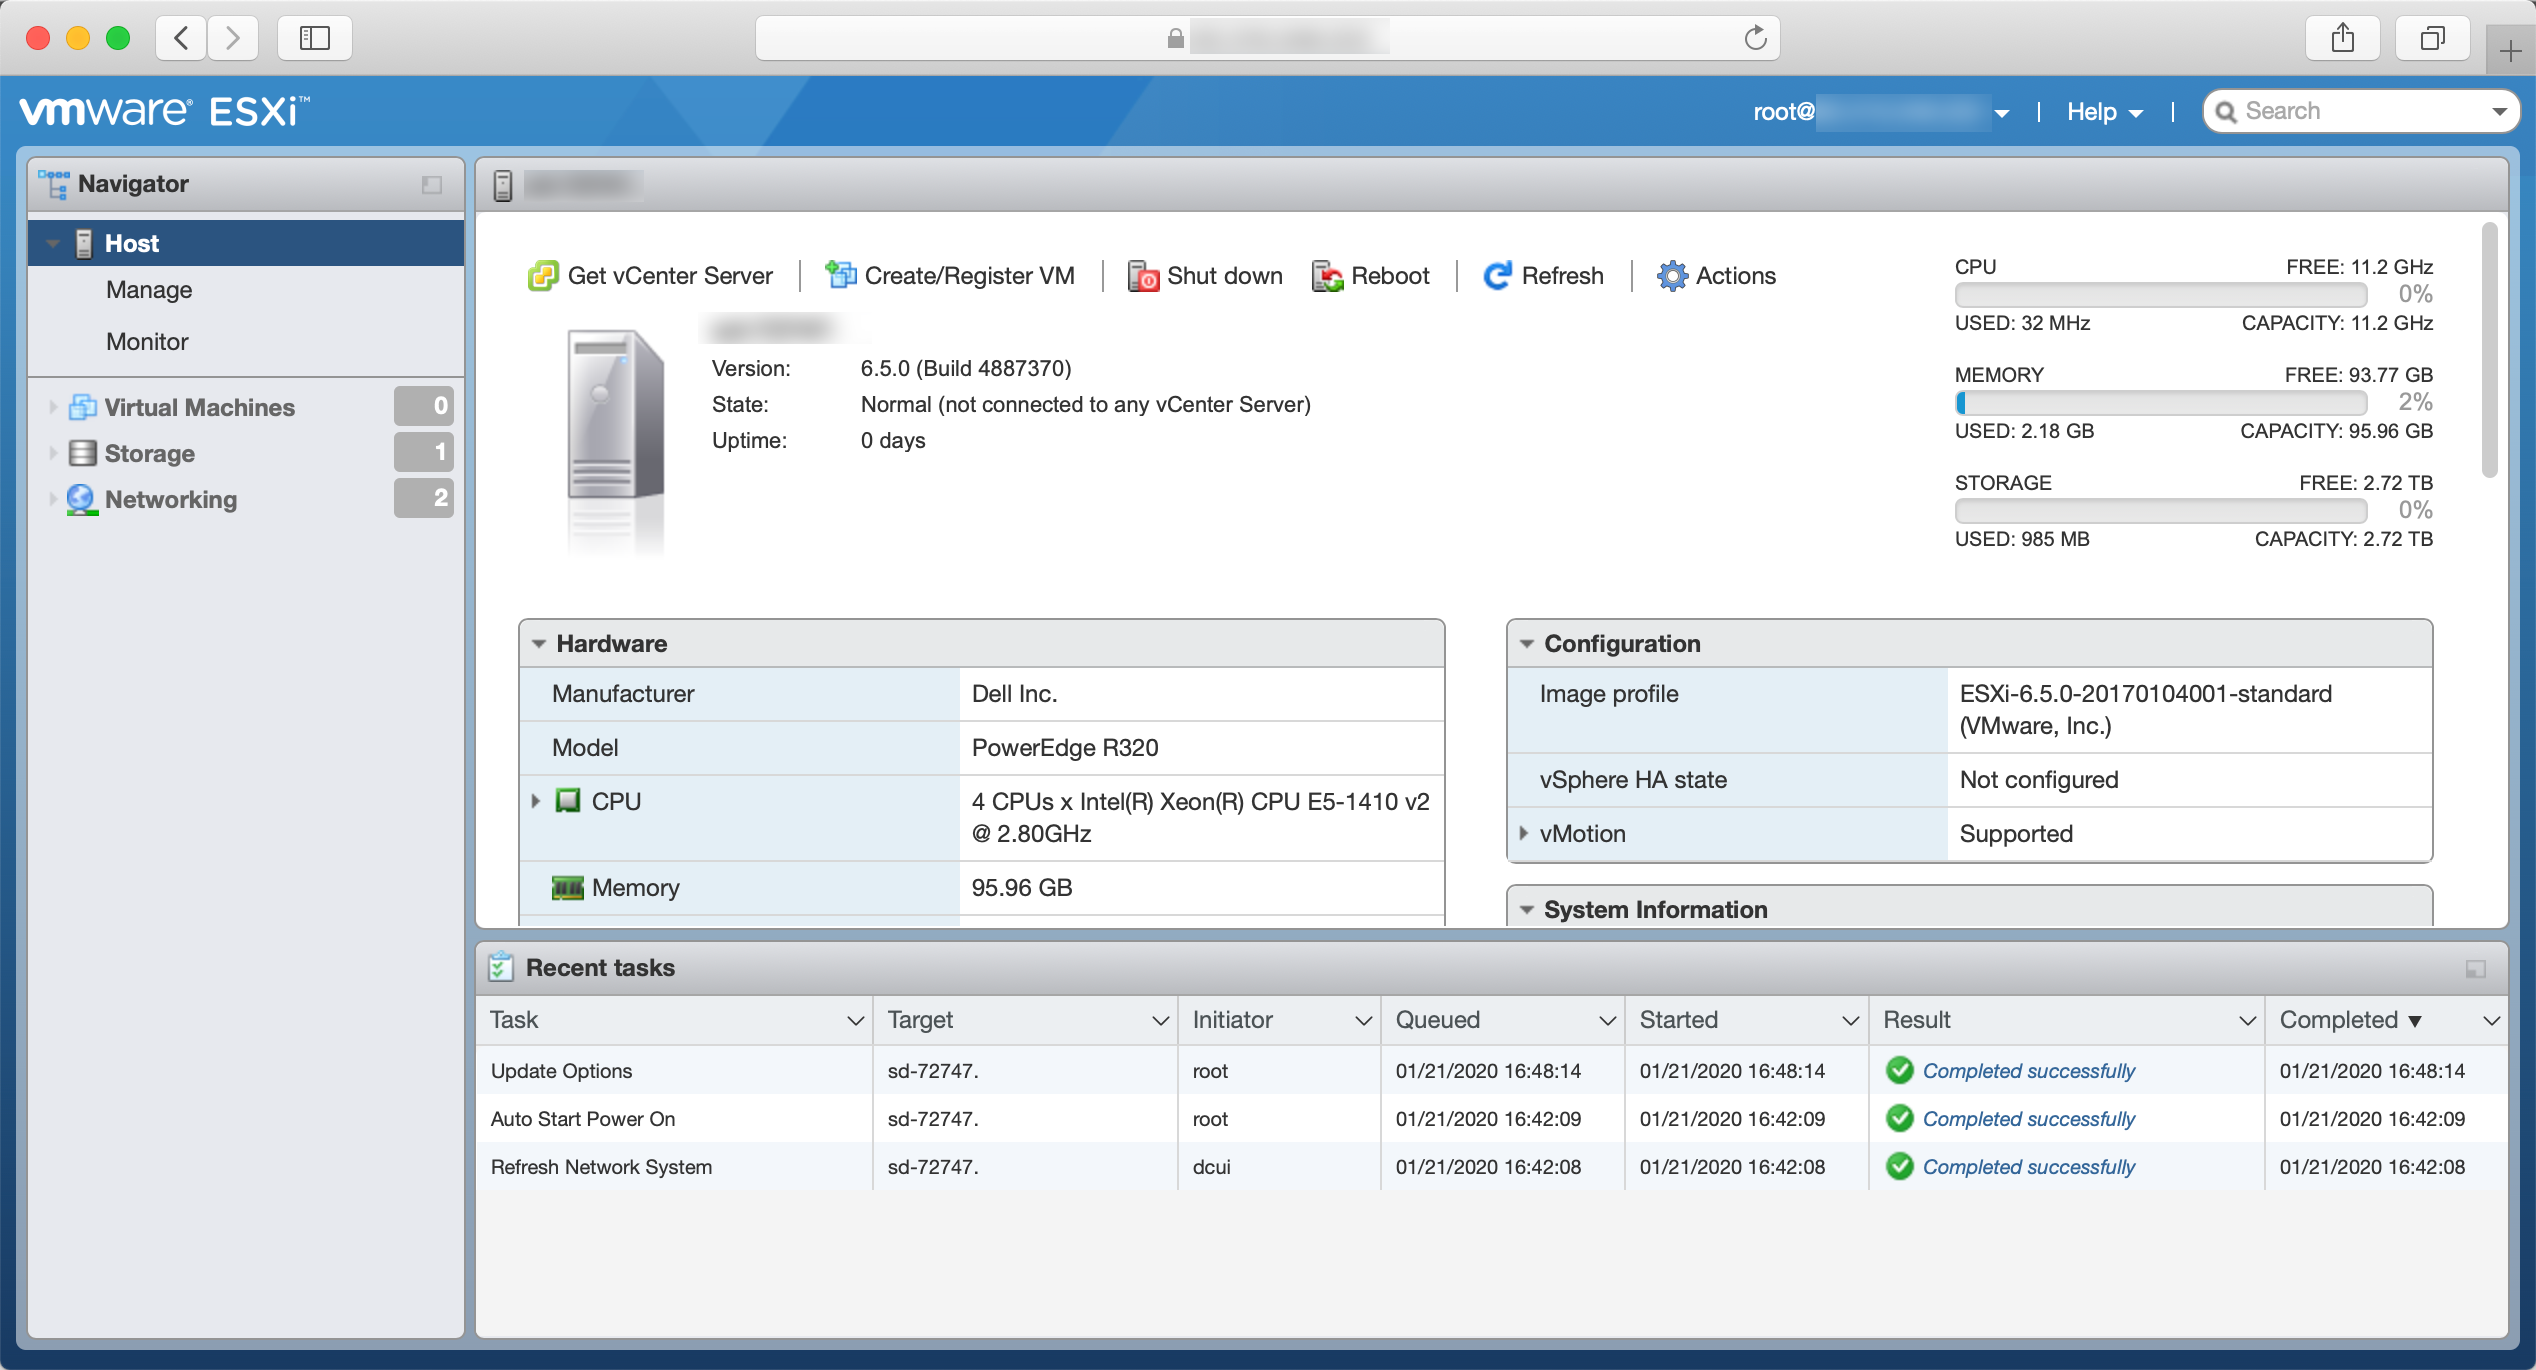 vmware® ESXi™
root@
Help
Search
Navigator
Host
Manage
Monitor
Virtual Machines 0
Storage 1
Networking 2
Get vCenter Server
Create/Register VM
Shut down
Reboot
Refresh
Actions
Version: 6.5.0 (Build 4887370)
State: Normal (not connected to any vCenter Server)
Uptime: 0 days
CPU FREE: 11.2 GHz
0%
USED: 32 MHz CAPACITY: 11.2 GHz
MEMORY FREE: 93.77 GB
2%
USED: 2.18 GB CAPACITY: 95.96 GB
STORAGE FREE: 2.72 TB
0%
USED: 985 MB CAPACITY: 2.72 TB
Hardware
Manufacturer Dell Inc.
Model PowerEdge R320
CPU 4 CPUs x Intel(R) Xeon(R) CPU E5-1410 v2
@ 2.80GHz
Memory 95.96 GB
Configuration
Image profile ESXi-6.5.0-20170104001-standard
(VMware, Inc.)
vSphere HA state Not configured
vMotion Supported
System Information
Recent tasks
Task Target Initiator Queued Started Result Completed
Update Options sd-72747. root 01/21/2020 16:48:14 01/21/2020 16:48:14 Completed successfully 01/21/2020 16:48:14
Auto Start Power On sd-72747. root 01/21/2020 16:42:09 01/21/2020 16:42:09 Completed successfully 01/21/2020 16:42:09
Refresh Network System sd-72747. dcui 01/21/2020 16:42:08 01/21/2020 16:42:08 Completed successfully 01/21/2020 16:42:08